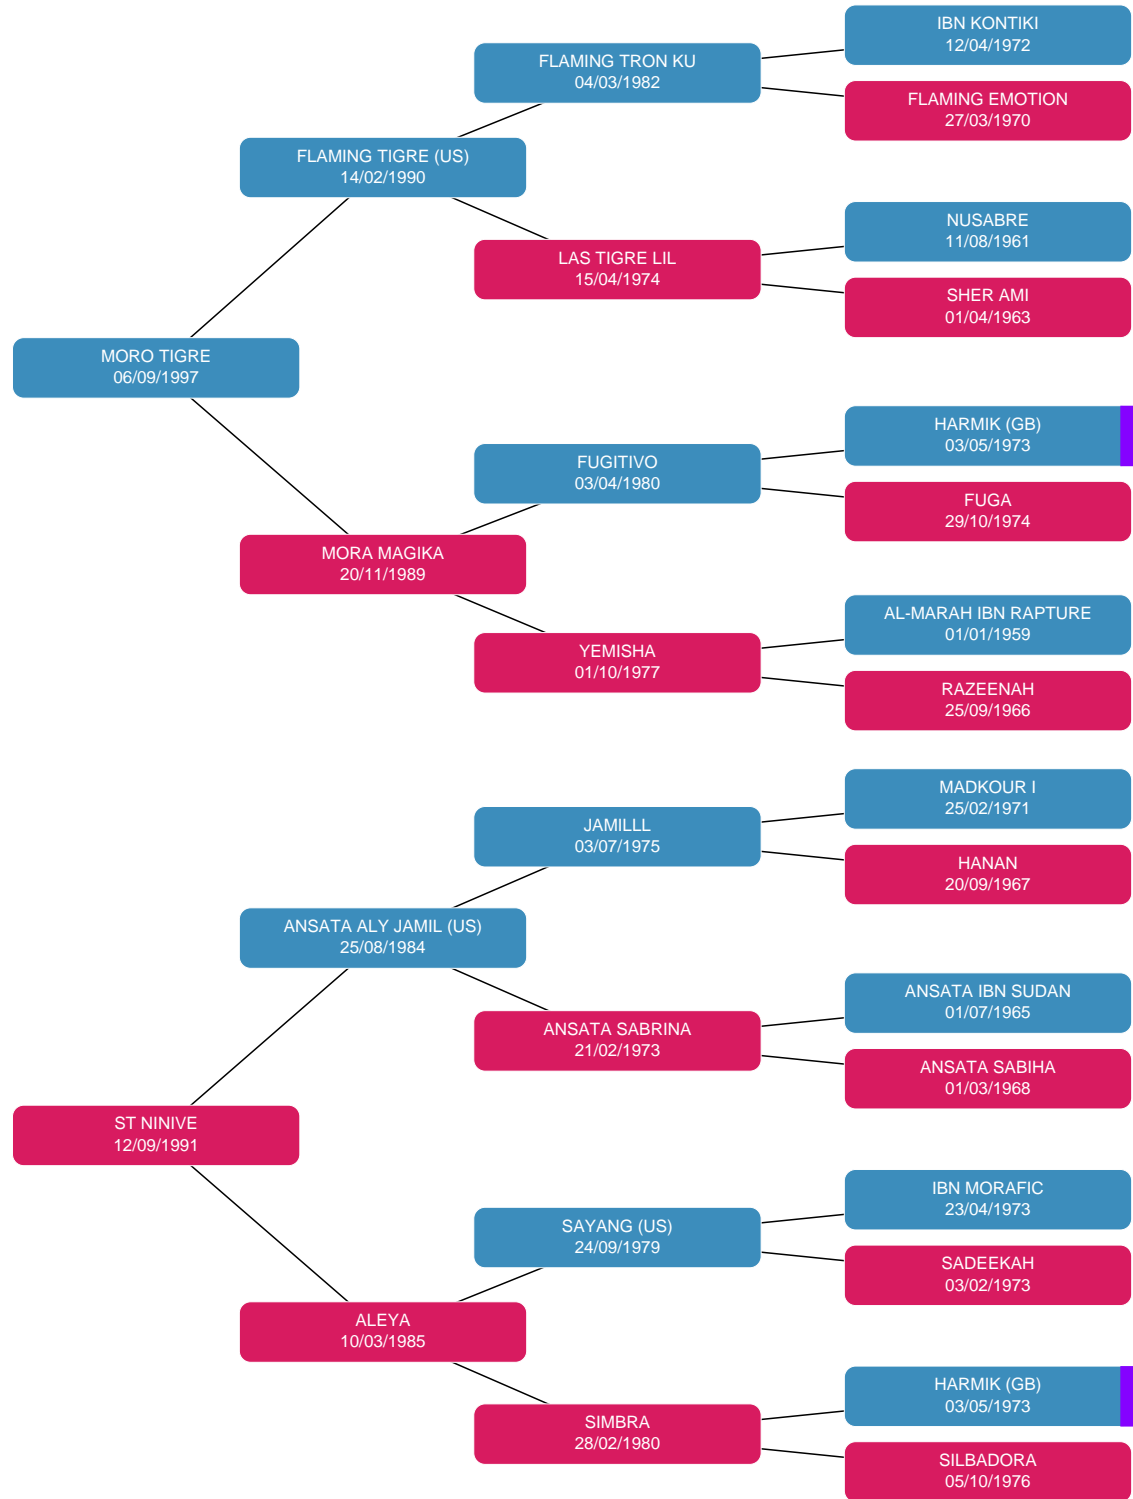 IBN KONTIKI
12/04/1972
FLAMING TRON KU
04/03/1982
FLAMING EMOTION
27/03/1970
FLAMING TIGRE (US)
14/02/1990
NUSABRE
11/08/1961
LAS TIGRE LIL
15/04/1974
SHER AMI
01/04/1963
MORO TIGRE
06/09/1997
HARMIK (GB)
03/05/1973
FUGITIVO
03/04/1980
FUGA
29/10/1974
MORA MAGIKA
20/11/1989
AL-MARAH IBN RAPTURE
01/01/1959
YEMISHA
01/10/1977
RAZEENAH
25/09/1966
MADKOUR I
25/02/1971
JAMILLL
03/07/1975
HANAN
20/09/1967
ANSATA ALY JAMIL (US)
25/08/1984
ANSATA IBN SUDAN
01/07/1965
ANSATA SABRINA
21/02/1973
ANSATA SABIHA
01/03/1968
ST NINIVE
12/09/1991
IBN MORAFIC
23/04/1973
SAYANG (US)
24/09/1979
SADEEKAH
03/02/1973
ALEYA
10/03/1985
HARMIK (GB)
03/05/1973
SIMBRA
28/02/1980
SILBADORA
05/10/1976